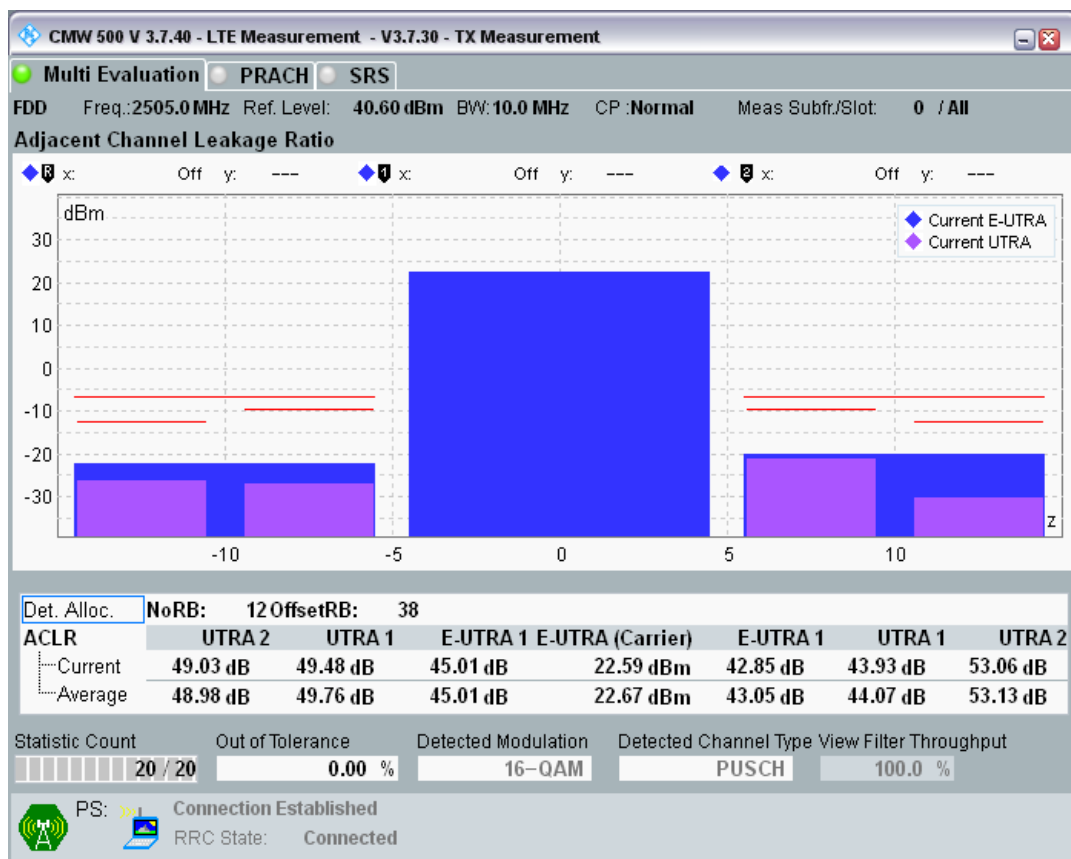 CMW 500 V 3.7.40 - LTE Measurement - V3.7.30 - TX Measurement
Multi Evaluation PRACH SRS
FDD Freq.:2505.0 MHz Ref. Level: 40.60 dBm BW: 10.0 MHz CP :Normal Meas Subfr./Slot: 0 / All
Adjacent Channel Leakage Ratio
R x: Off y: --- 1 x: Off y: --- 2 x: Off y: ---
dBm
Current E-UTRA
Current UTRA
30
20
10
0
-10
-20
-30
z
-10 -5 0 5 10
Det. Alloc. NoRB: 12 OffsetRB: 38
ACLR UTRA 2 UTRA 1 E-UTRA 1 E-UTRA (Carrier) E-UTRA 1 UTRA 1 UTRA 2
Current 49.03 dB 49.48 dB 45.01 dB 22.59 dBm 42.85 dB 43.93 dB 53.06 dB
Average 48.98 dB 49.76 dB 45.01 dB 22.67 dBm 43.05 dB 44.07 dB 53.13 dB
Statistic Count Out of Tolerance Detected Modulation Detected Channel Type View Filter Throughput
20 / 20 0.00 % 16-QAM PUSCH 100.0 %
PS: Connection Established
RRC State: Connected